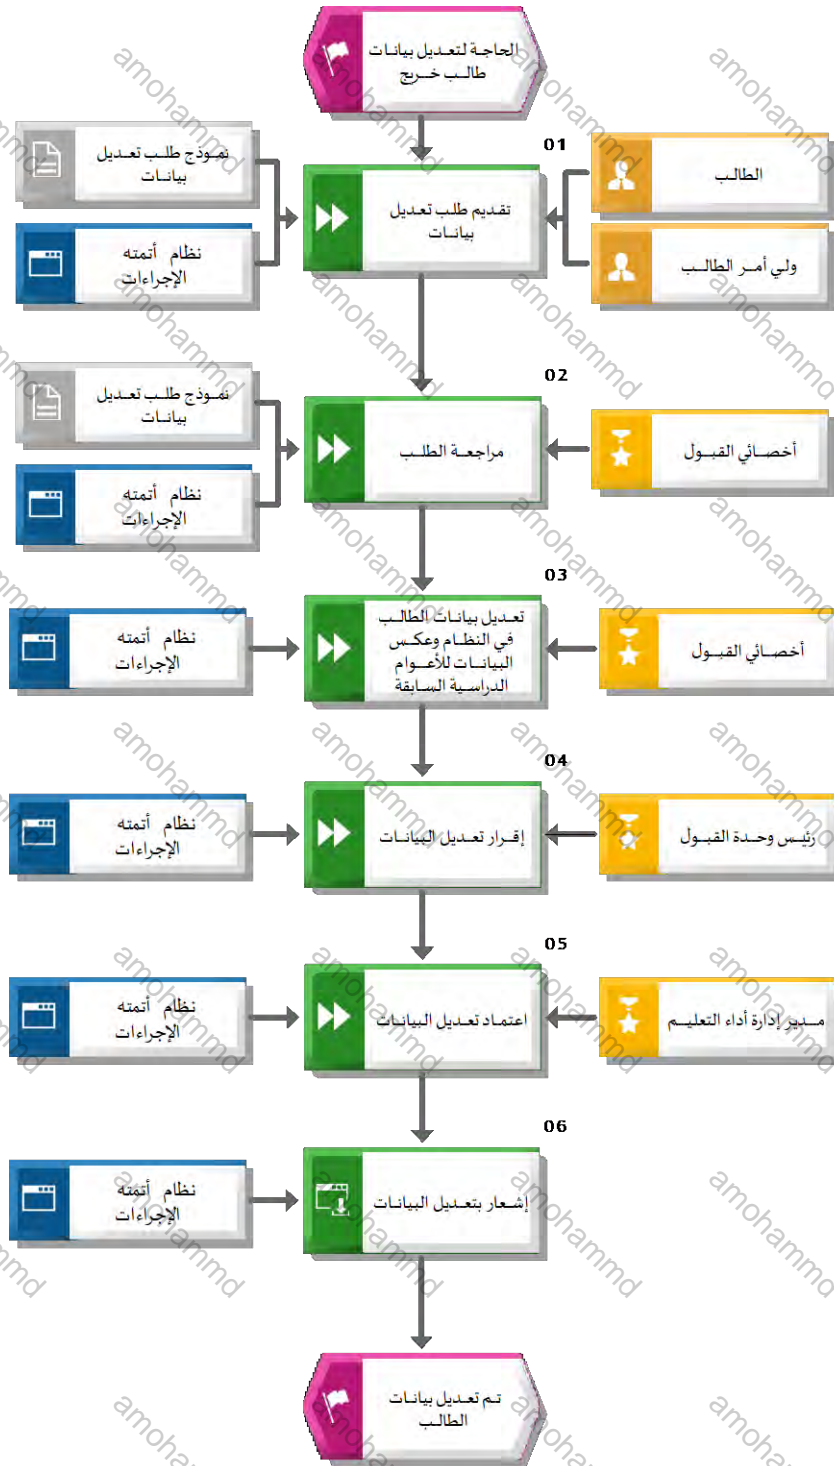 الحاجة لتعديل بيانات
طالب خريج
01
الطالب
ولي أمر الطالب
تقديم طلب تعديل
بيانات
نموذج طلب تعديل
بيانات
نظام أتمته
الإجراءات
02
أخصائي القبول
مراجعة الطلب
نموذج طلب تعديل
بيانات
نظام أتمته
الإجراءات
03
أخصائي القبول
تعديل بيانات الطالب
في النظام وعكس
البيانات للأعوام
الدراسية السابقة
نظام أتمته
الإجراءات
04
رئيس وحدة القبول
إقرار تعديل البيانات
نظام أتمته
الإجراءات
05
مدير إدارة أداء التعليم
اعتماد تعديل البيانات
نظام أتمته
الإجراءات
06
إشعار بتعديل البيانات
نظام أتمته
الإجراءات
تم تعديل بيانات
الطالب
amohammd